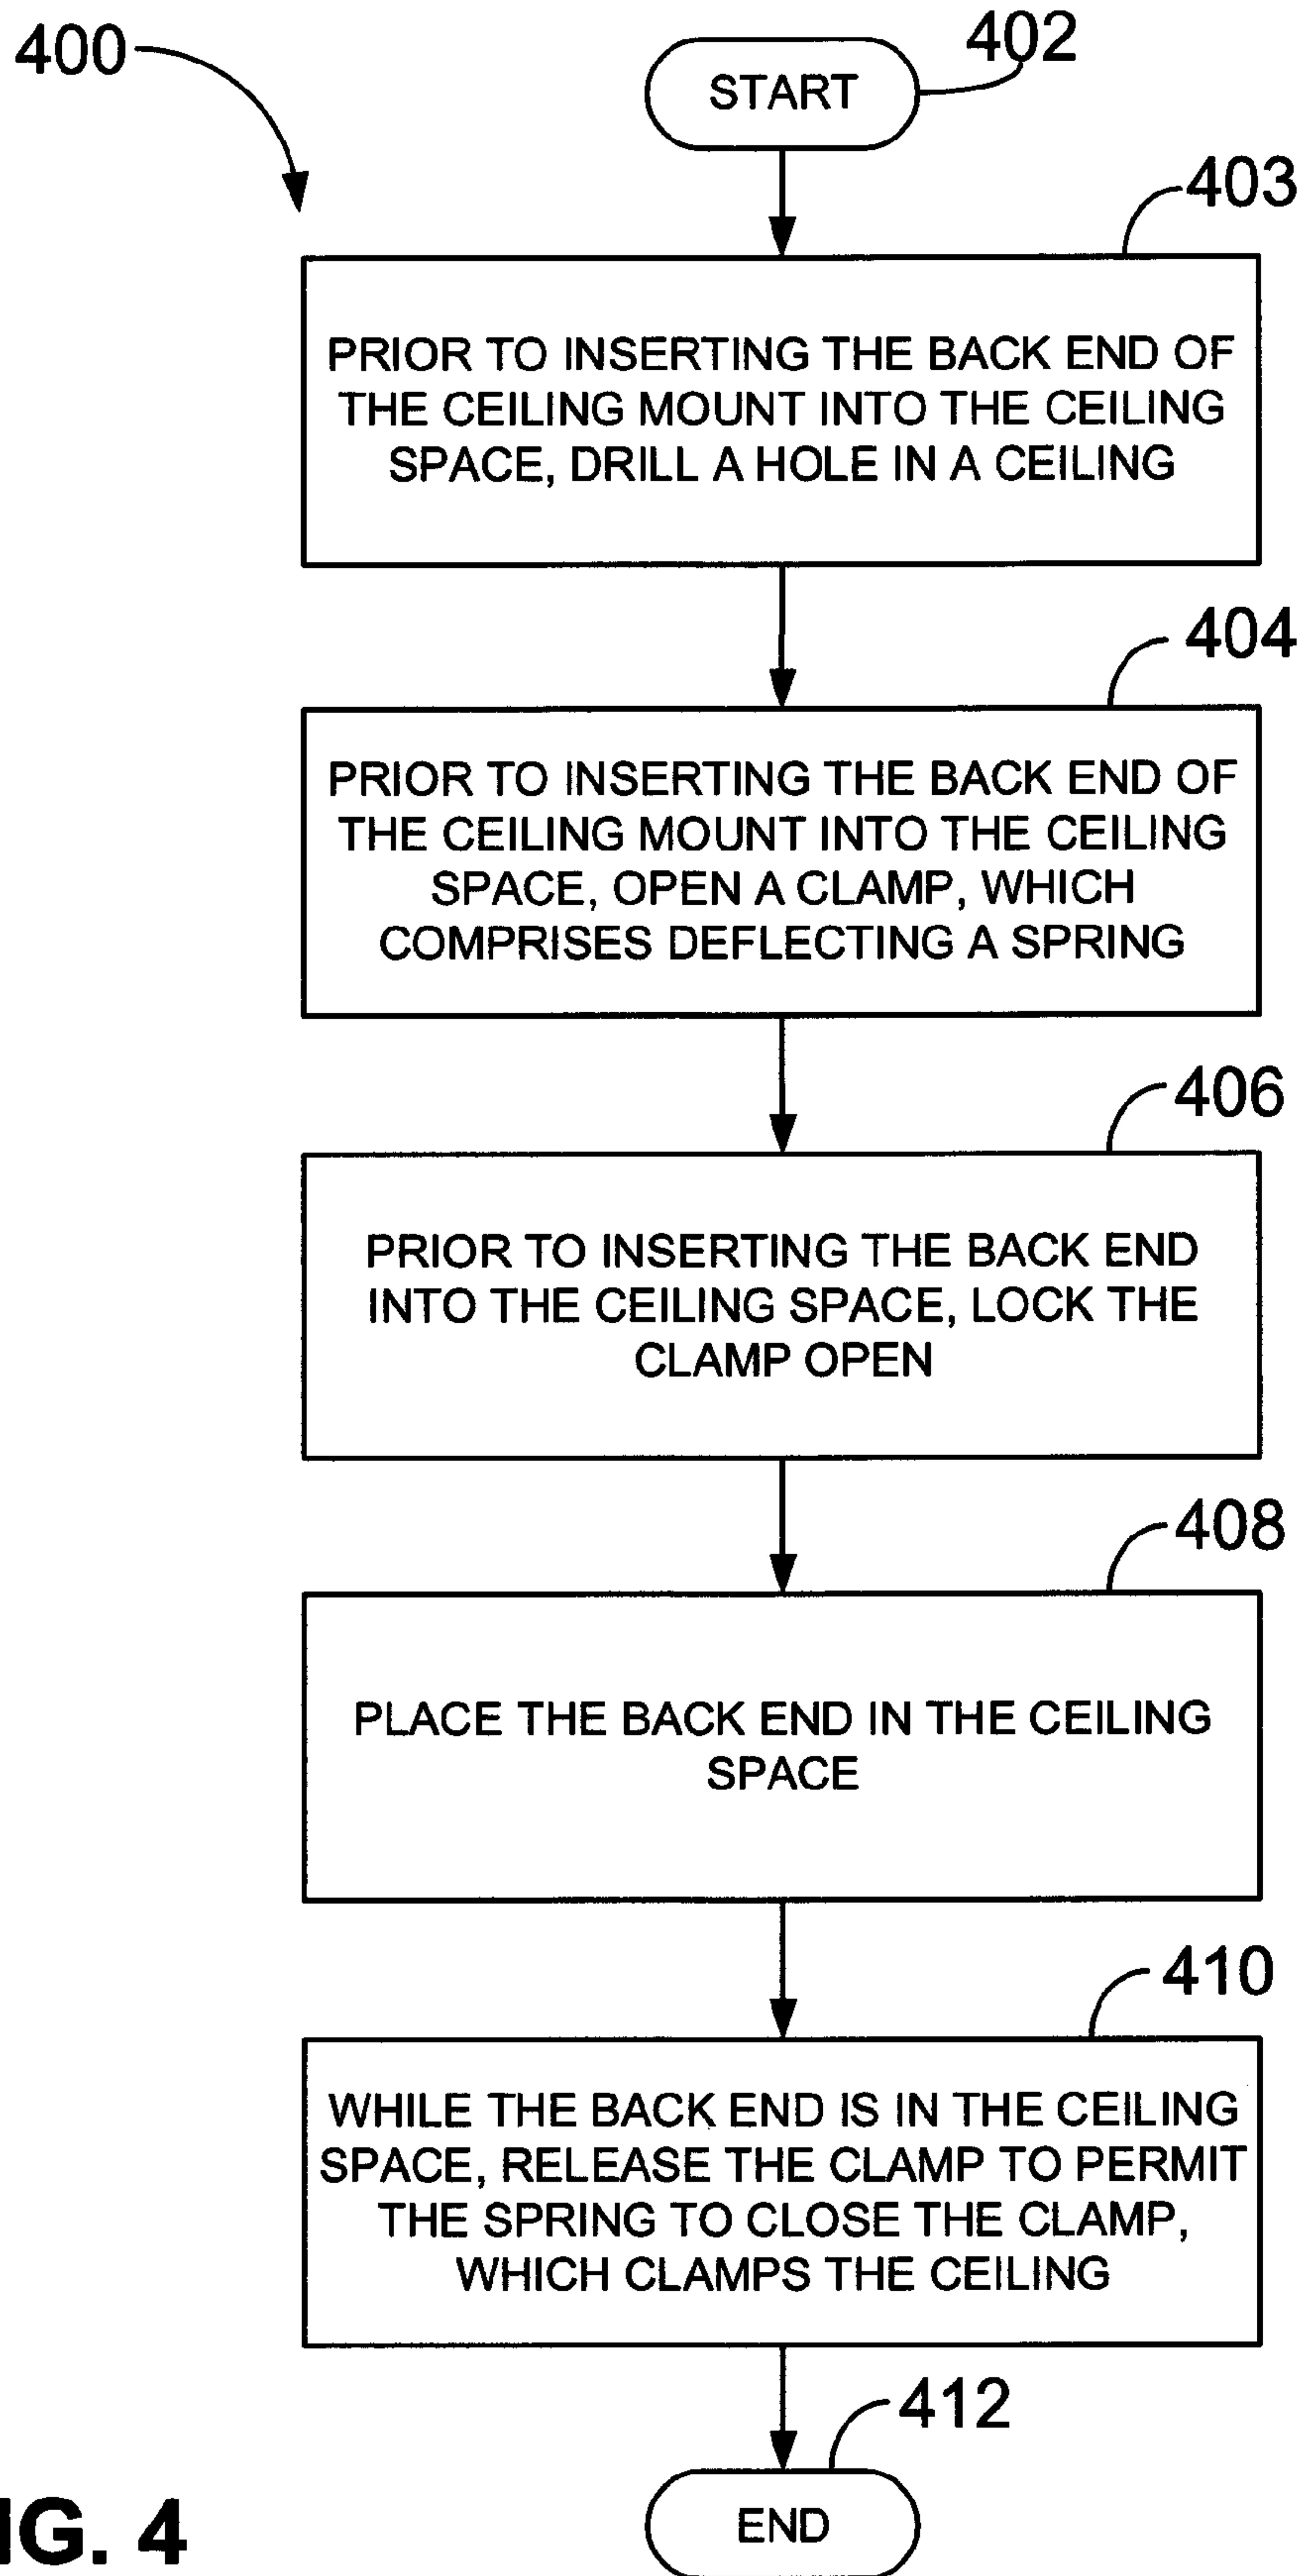 400
402
START
403
PRIOR TO INSERTING THE BACK END OF
THE CEILING MOUNT INTO THE CEILING
SPACE, DRILL A HOLE IN A CEILING
404
PRIOR TO INSERTING THE BACK END OF
THE CEILING MOUNT INTO THE CEILING
SPACE, OPEN A CLAMP, WHICH
COMPRISES DEFLECTING A SPRING
406
PRIOR TO INSERTING THE BACK END
INTO THE CEILING SPACE, LOCK THE
CLAMP OPEN
408
PLACE THE BACK END IN THE CEILING
SPACE
410
WHILE THE BACK END IS IN THE CEILING
SPACE, RELEASE THE CLAMP TO PERMIT
THE SPRING TO CLOSE THE CLAMP,
WHICH CLAMPS THE CEILING
412
END
IG. 4